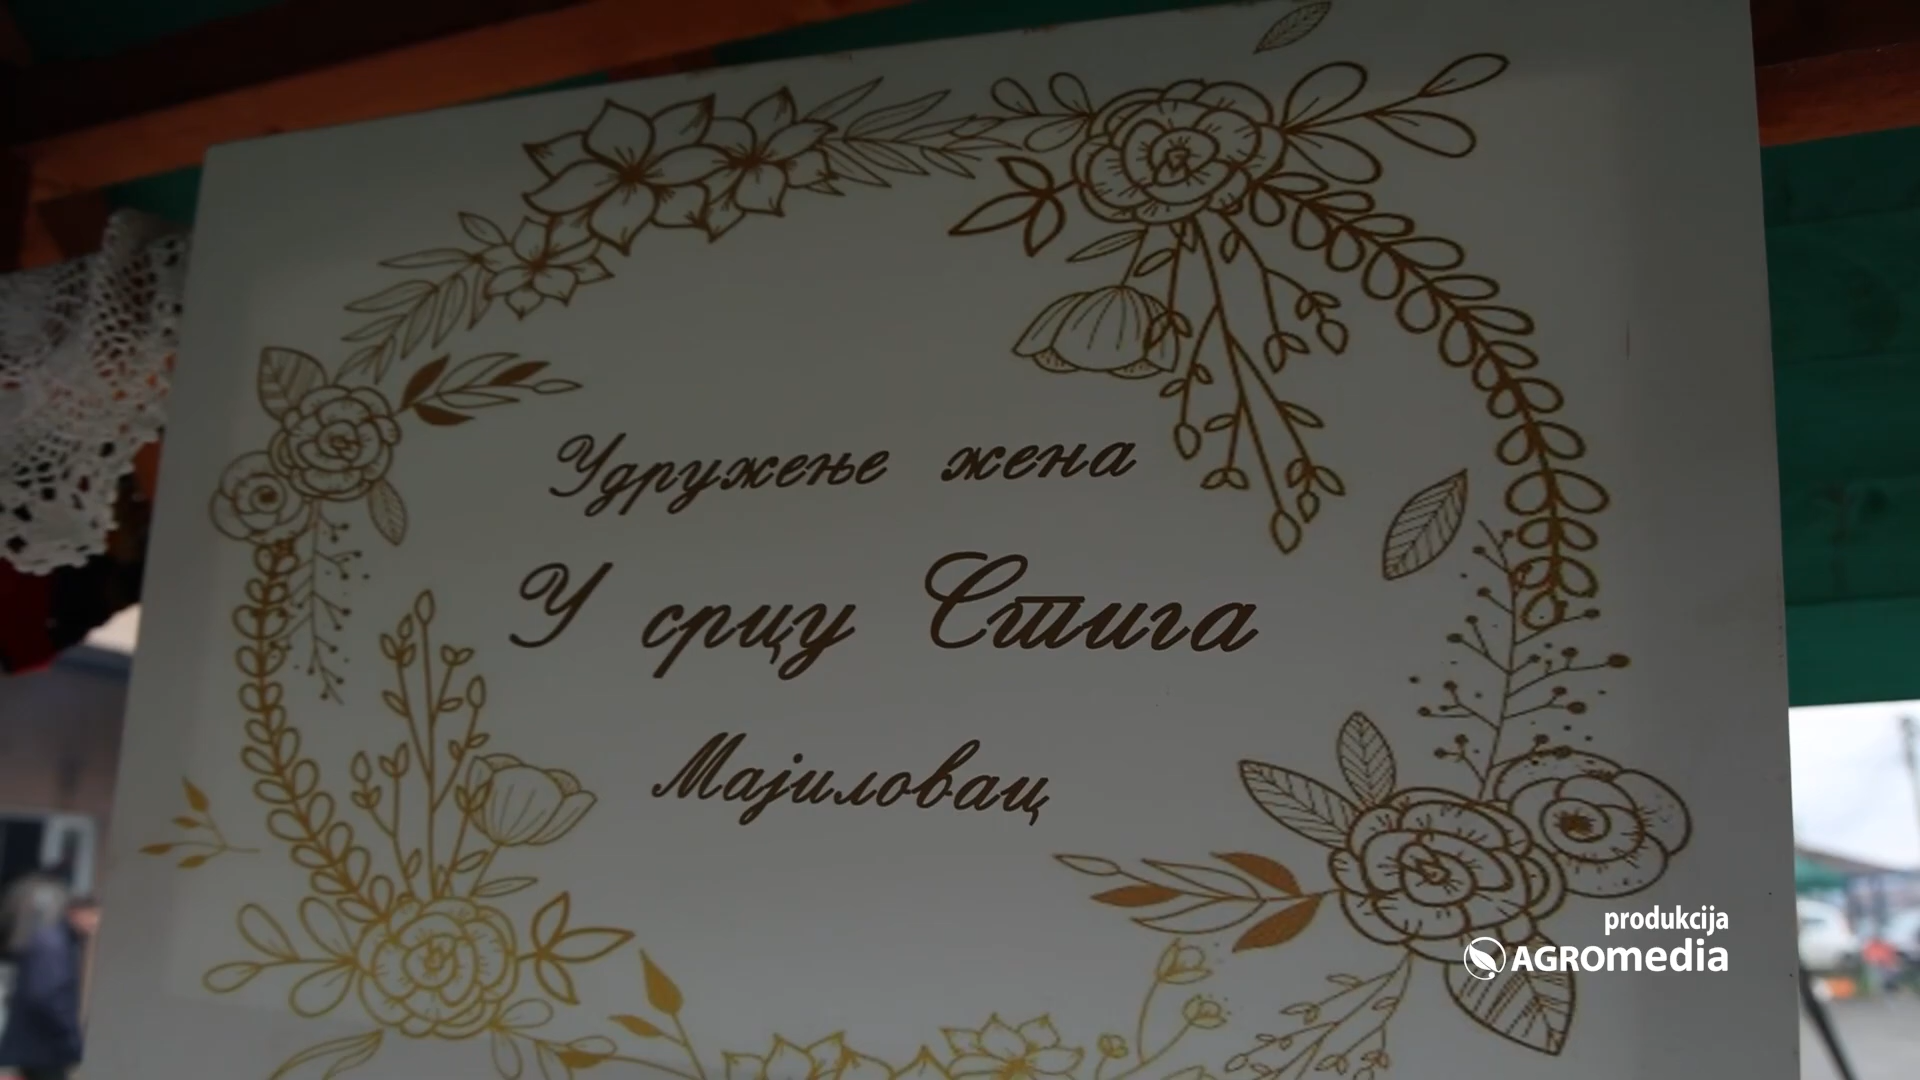 Удружење жена
У срцу Стига
Мајиловац
produkcija
AGROmedia